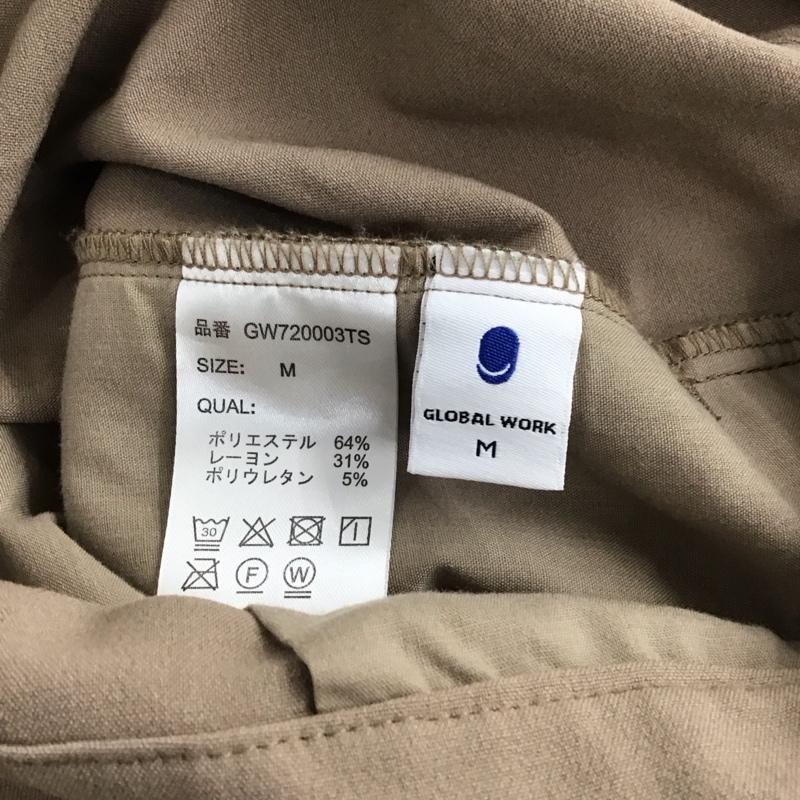 品番 GW720003TS
SIZE: M
QUAL:
ポリエステル 64%
レーヨン 31%
ポリウレタン 5%
30
F
W
GLOBAL WORK
M